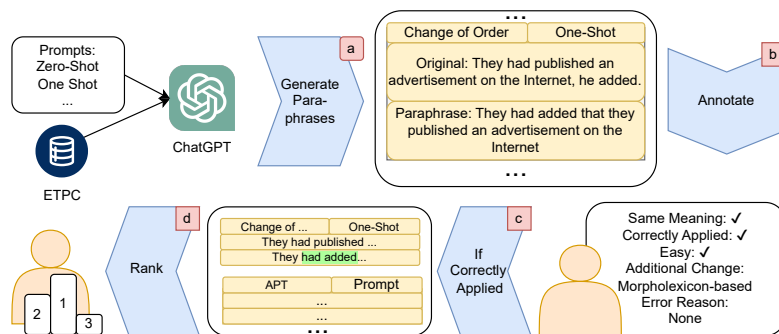 Prompts:
Zero-Shot
One Shot
...
ChatGPT
ETPC
a
Generate
Para-
phrases
...
Change of Order One-Shot
Original: They had published an
advertisement on the Internet, he added.
Paraphrase: They had added that they
published an advertisement on the
Internet
...
b
Annotate
Same Meaning: ✓
Correctly Applied: ✓
Easy: ✓
Additional Change:
Morpholexicon-based
Error Reason:
None
c
If
Correctly
Applied
Change of ... One-Shot
They had published ...
They had added...
APT Prompt
...
...
...
d
Rank
2 1 3